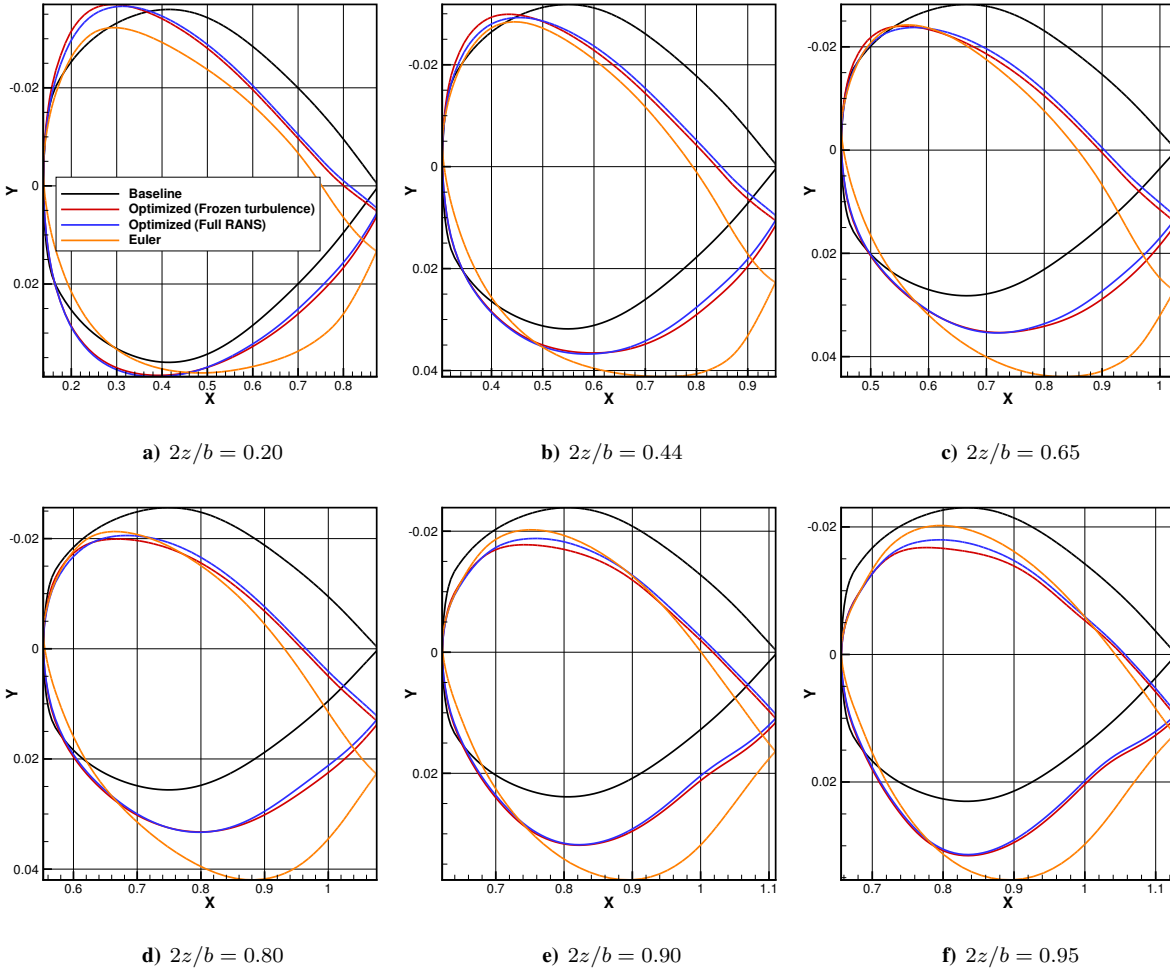 -0.02
0
0.02
Y
Baseline
Optimized (Frozen turbulence)
Optimized (Full RANS)
Euler
0.2 0.3 0.4 0.5 0.6 0.7 0.8
X
a) 2z/b = 0.20
-0.02
0
0.02
0.04
Y
0.4 0.5 0.6 0.7 0.8 0.9
X
b) 2z/b = 0.44
-0.02
0
0.02
0.04
Y
0.5 0.6 0.7 0.8 0.9 1
X
c) 2z/b = 0.65
-0.02
0
0.02
0.04
Y
0.6 0.7 0.8 0.9 1
X
d) 2z/b = 0.80
-0.02
0
0.02
Y
0.7 0.8 0.9 1 1.1
X
e) 2z/b = 0.90
-0.02
0
0.02
Y
0.7 0.8 0.9 1 1.1
X
f) 2z/b = 0.95